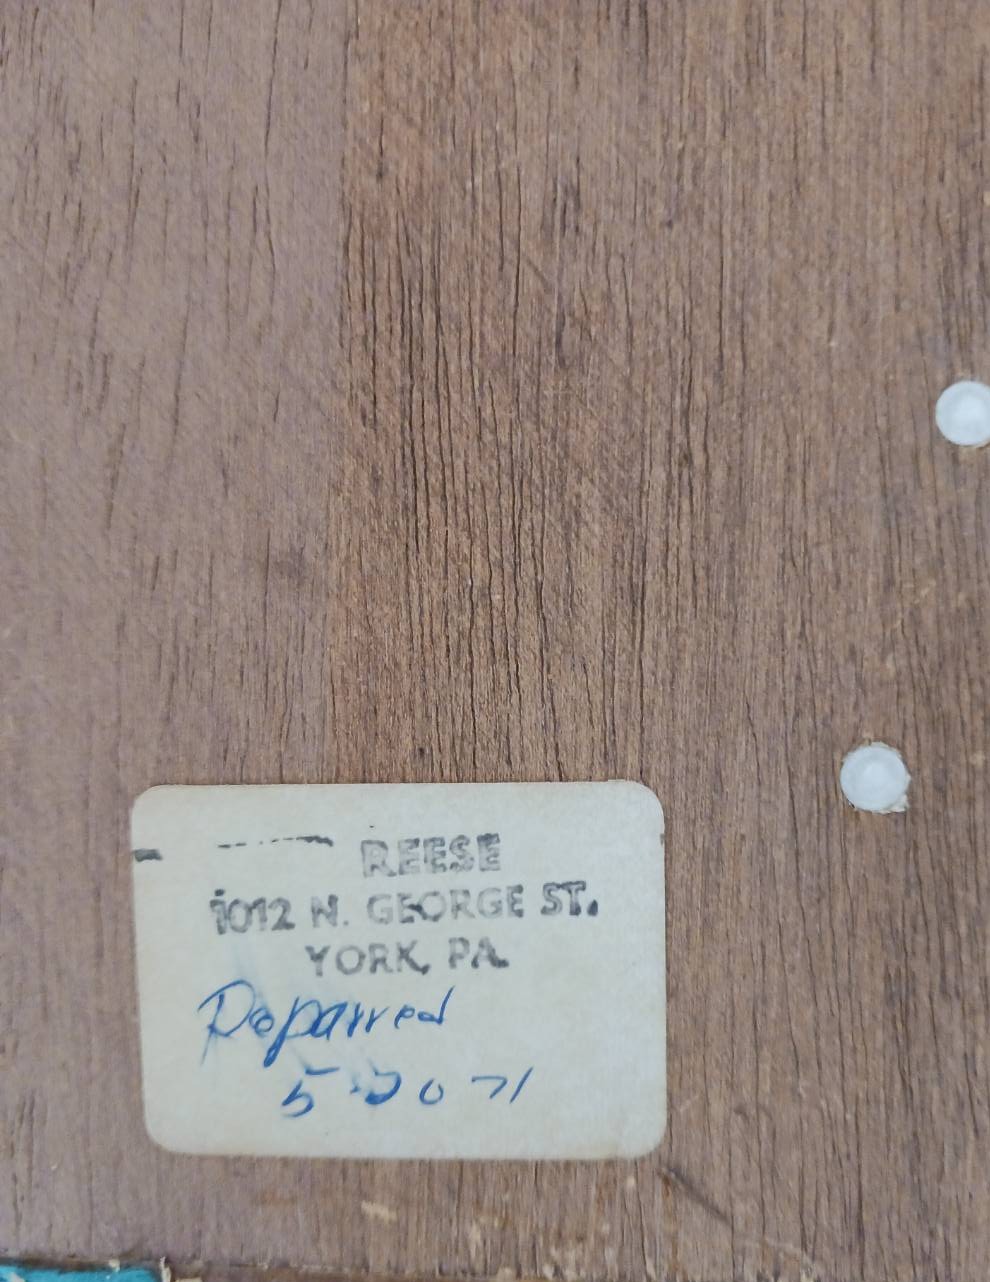 REESE
1012 N. GEORGE ST.
YORK, PA.
Repaired
5 20 71